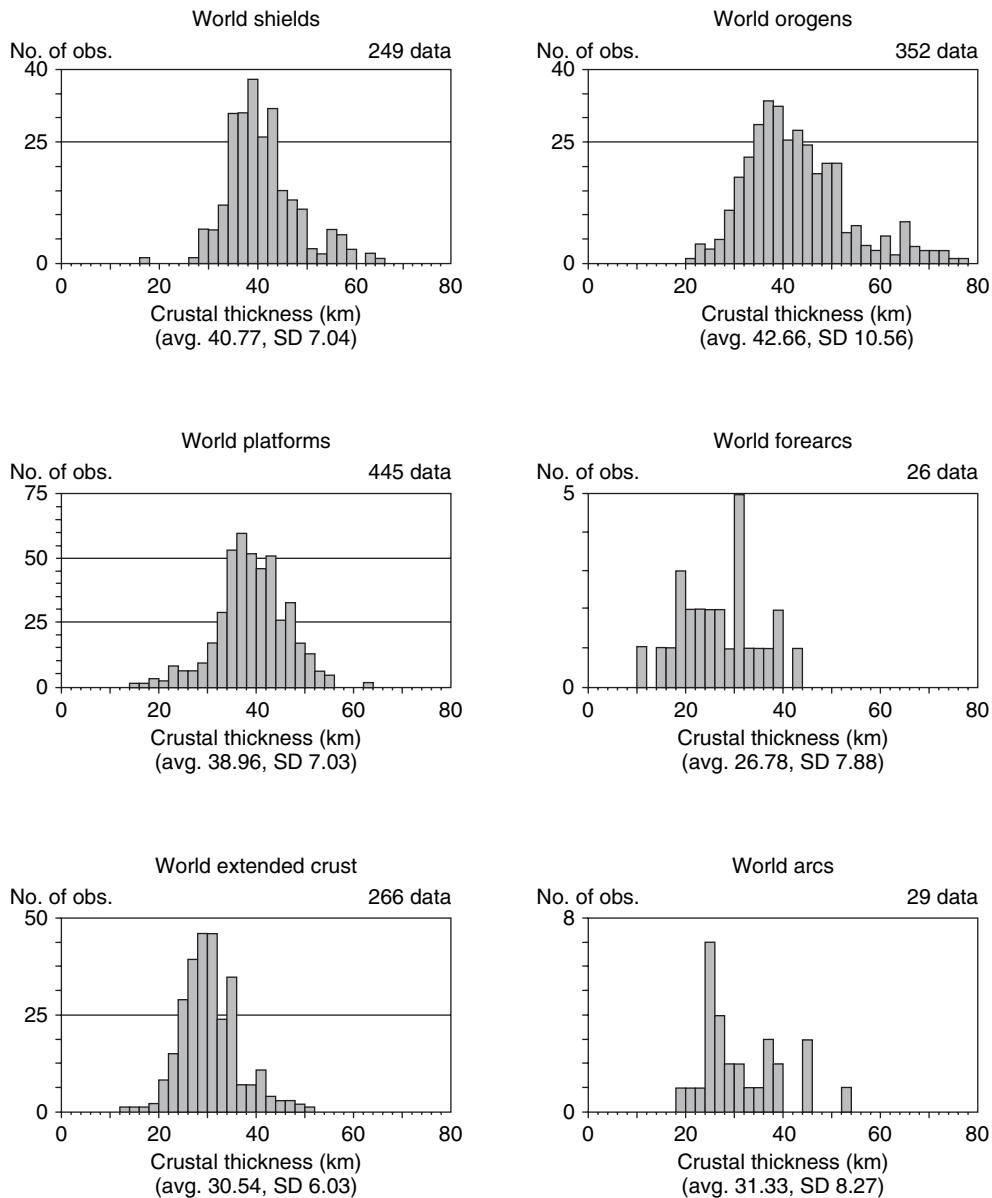 World shields
No. of obs. 249 data
40
25
0
0 20 40 60 80
Crustal thickness (km)
(avg. 40.77, SD 7.04)
World orogens
No. of obs. 352 data
40
25
0
0 20 40 60 80
Crustal thickness (km)
(avg. 42.66, SD 10.56)
World platforms
No. of obs. 445 data
75
50
25
0
0 20 40 60 80
Crustal thickness (km)
(avg. 38.96, SD 7.03)
World forearcs
No. of obs. 26 data
5
0
0 20 40 60 80
Crustal thickness (km)
(avg. 26.78, SD 7.88)
World extended crust
No. of obs. 266 data
50
25
0
0 20 40 60 80
Crustal thickness (km)
(avg. 30.54, SD 6.03)
World arcs
No. of obs. 29 data
8
0
0 20 40 60 80
Crustal thickness (km)
(avg. 31.33, SD 8.27)